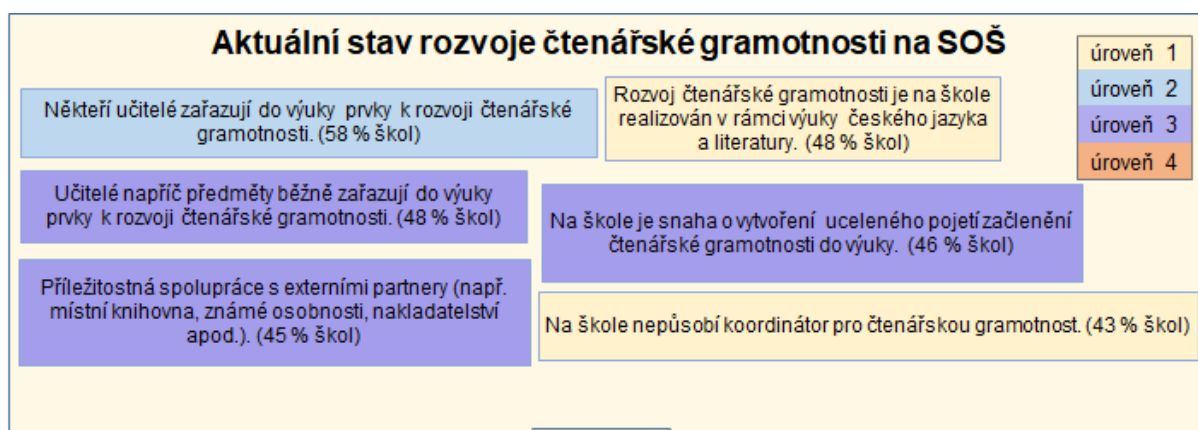 Aktuální stav rozvoje čtenářské gramotnosti na SOŠ
úroveň 1
úroveň 2
úroveň 3
úroveň 4
Někteří učitelé zařazují do výuky prvky k rozvoji čtenářské
gramotnosti. (58 % škol)
Rozvoj čtenářské gramotnosti je na škole
realizován v rámci výuky českého jazyka
a literatury. (48 % škol)
Učitelé napříč předměty běžně zařazují do výuky
prvky k rozvoji čtenářské gramotnosti. (48 % škol)
Na škole je snaha o vytvoření uceleného pojetí začlenění
čtenářské gramotnosti do výuky. (46 % škol)
Příležitostná spolupráce s externími partnery (např.
místní knihovna, známé osobnosti, nakladatelství
apod.). (45 % škol)
Na škole nepůsobí koordinátor pro čtenářskou gramotnost. (43 % škol)